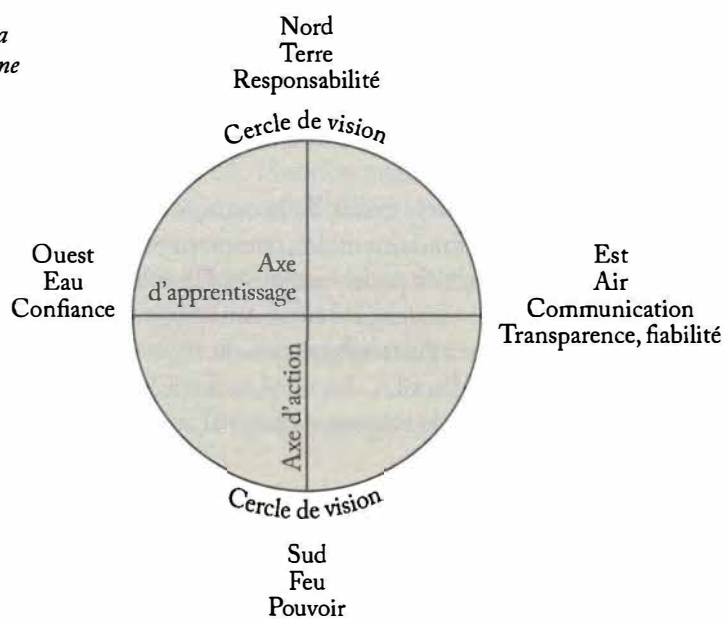 a
ne
Nord
Terre
Responsabilité
Cercle de vision
Ouest
Eau
Confiance
Axe
d'apprentissage
Est
Air
Communication
Transparence, fiabilité
Axe d'action
Cercle de vision
Sud
Feu
Pouvoir